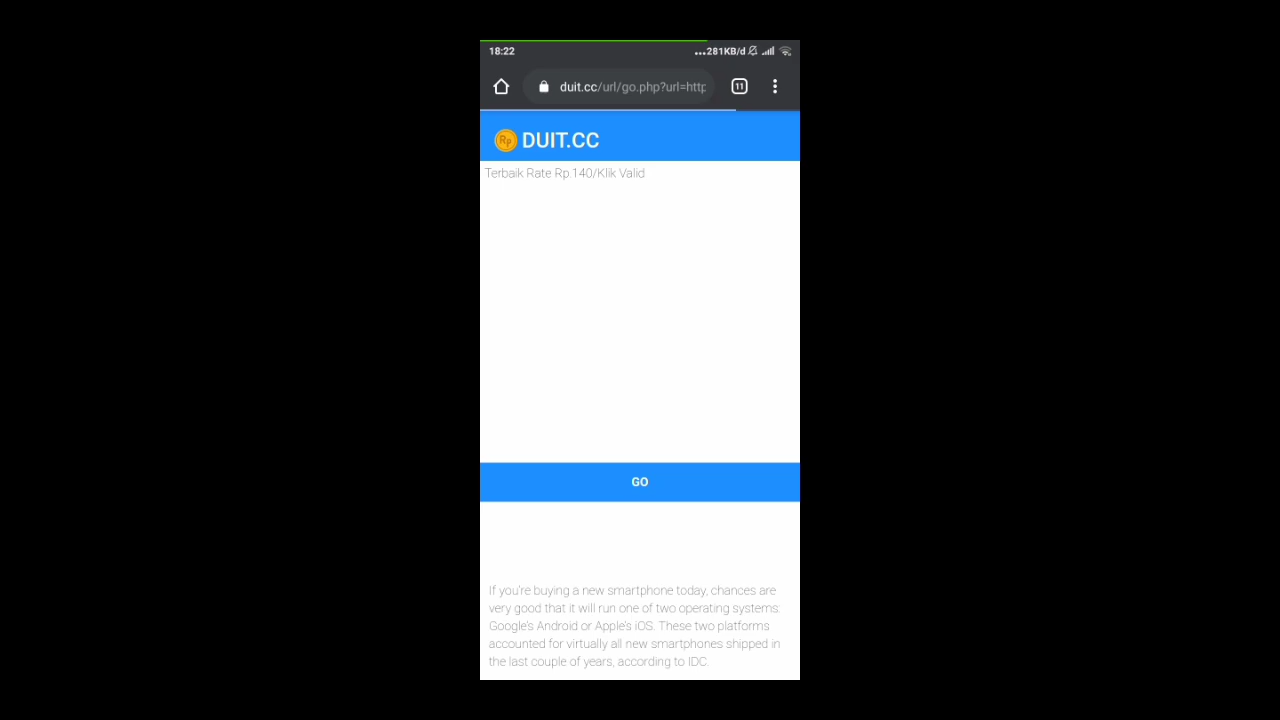 18:22
...281KB/d
duit.cc/url/go.php?url=http
11
Rp DUIT.CC
Terbaik Rate Rp.140/Klik Valid
GO
If you're buying a new smartphone today, chances are
very good that it will run one of two operating systems:
Google's Android or Apple's iOS. These two platforms
accounted for virtually all new smartphones shipped in
the last couple of years, according to IDC.